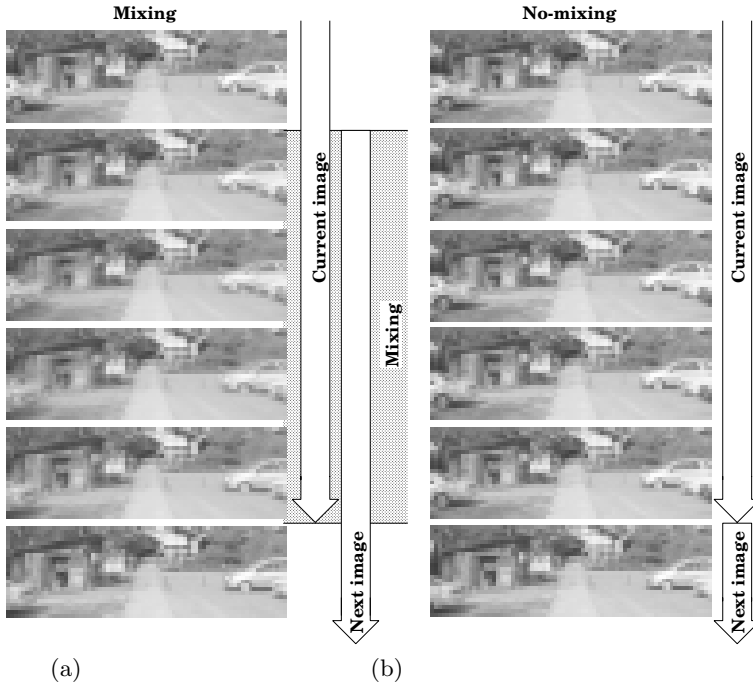 Mixing
No-mixing
Current image
Mixing
Next image
Current image
Next image
(a)
(b)